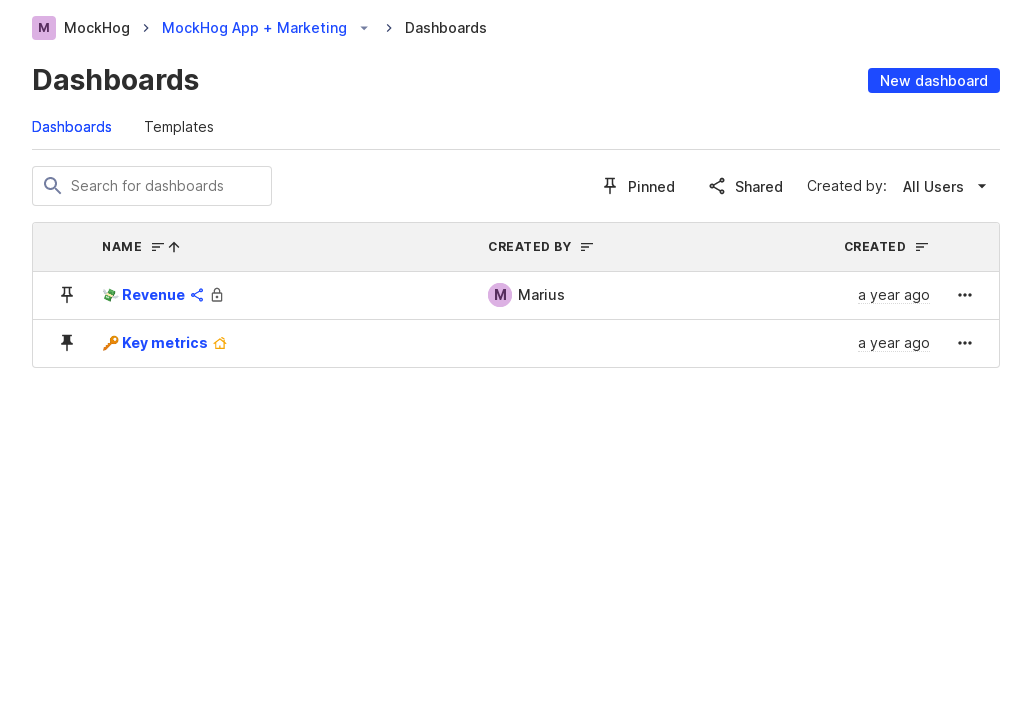 M MockHog MockHog App + Marketing Dashboards
Dashboards
New dashboard
Dashboards Templates
Search for dashboards Pinned Shared Created by: All Users
NAME CREATED BY CREATED
Revenue M Marius a year ago
Key metrics a year ago